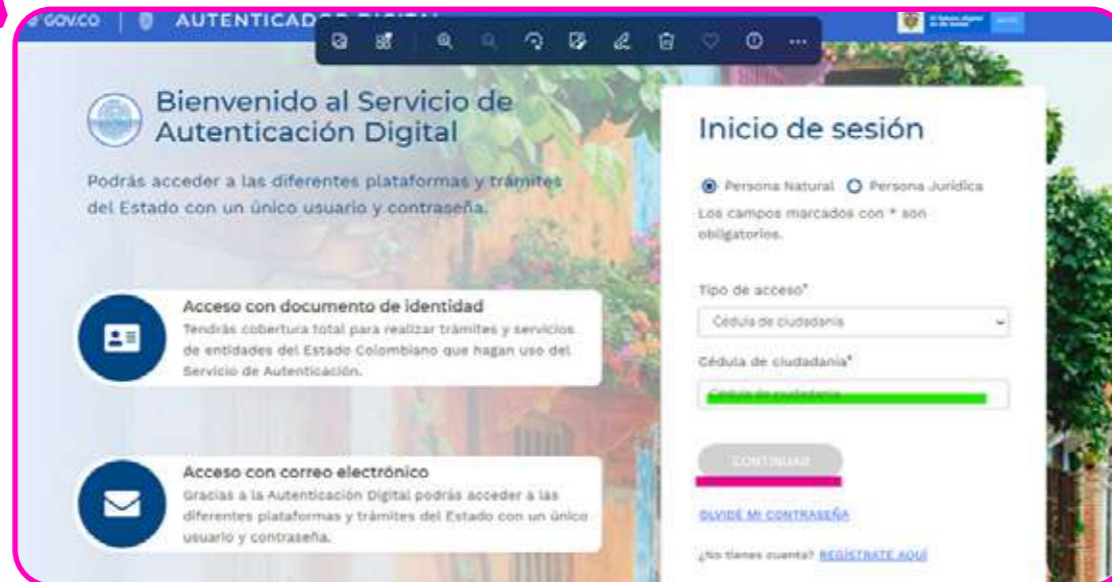 GOV.CO
AUTENTICADOR DIGITAL
Bienvenido al Servicio de
Autenticación Digital
Podrás acceder a las diferentes plataformas y trámites
del Estado con un único usuario y contraseña.
Acceso con documento de identidad
Tendrás cobertura total para realizar trámites y servicios
de entidades del Estado Colombiano que hagan uso del
Servicio de Autenticación.
Acceso con correo electrónico
Gracias a la Autenticación Digital podrás acceder a las
diferentes plataformas y trámites del Estado con un único
usuario y contraseña.
Inicio de sesión
Persona Natural
Persona Jurídica
Los campos marcados con * son
obligatorios.
Tipo de acceso*
Cédula de ciudadanía
Cédula de ciudadanía*
Cédula de ciudadanía
CONTINUAR
OLVIDÉ MI CONTRASEÑA
¿No tienes cuenta? REGÍSTRATE AQUÍ